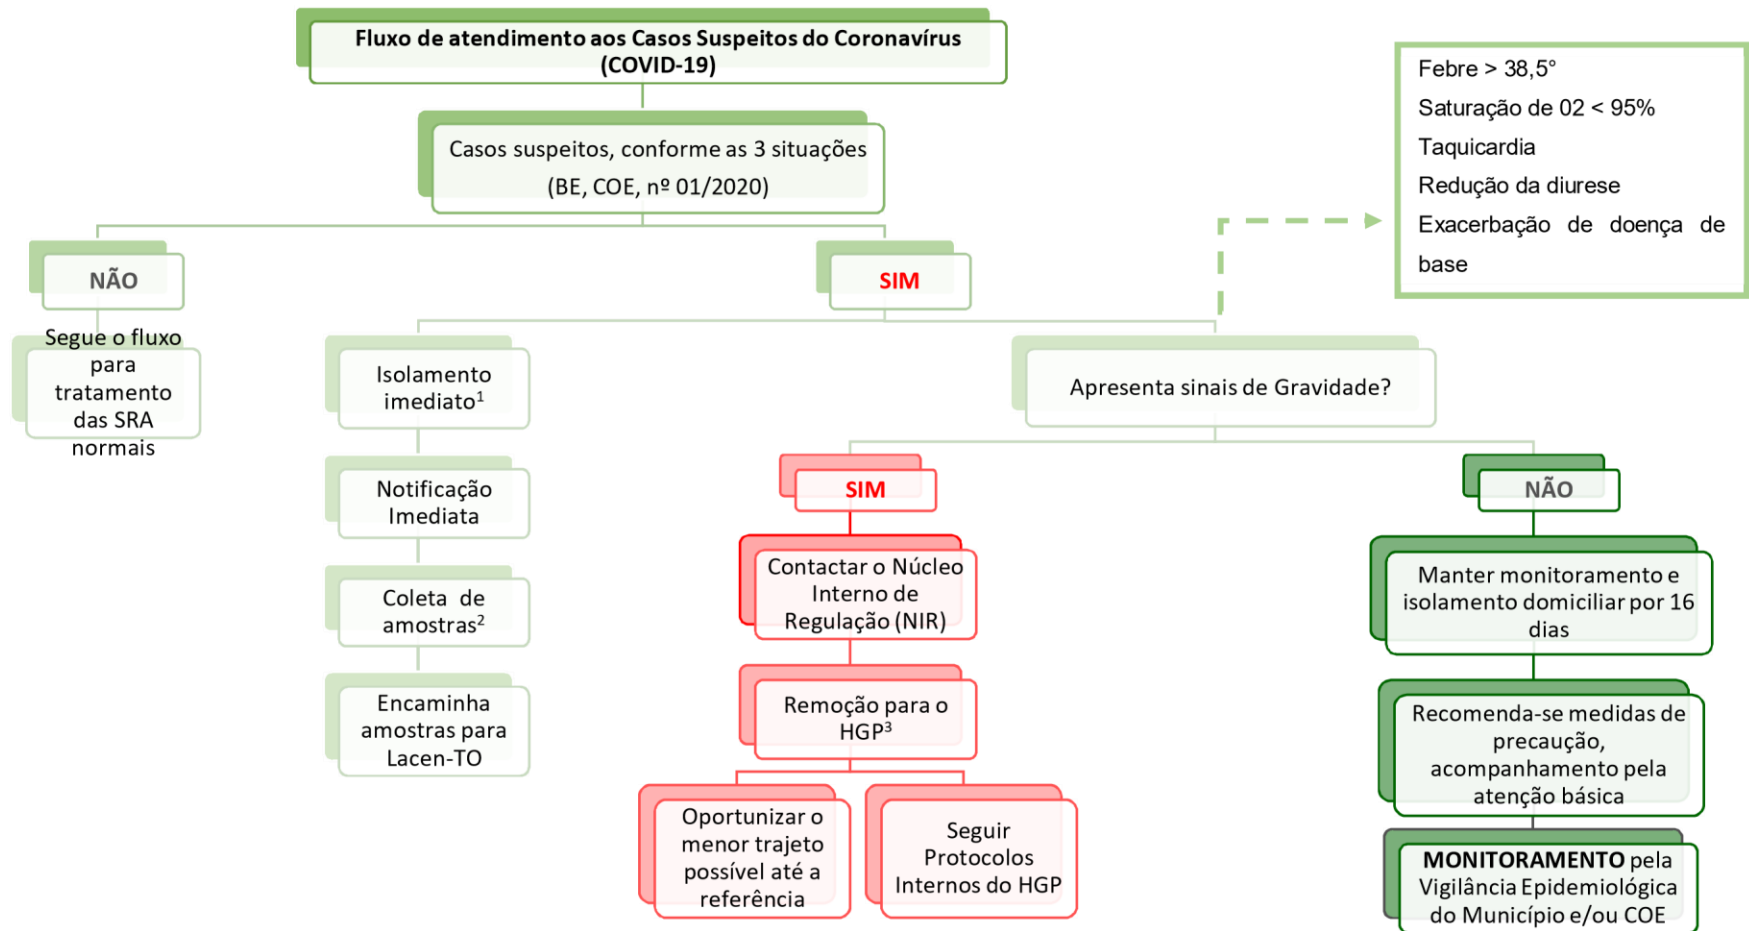 Fluxo de atendimento aos Casos Suspeitos do Coronavírus
(COVID-19)
Febre > 38,5°
Saturação de 02 < 95%
Taquicardia
Redução da diurese
Exacerbação de doença de
base
Casos suspeitos, conforme as 3 situações
(BE, COE, nº 01/2020)
NÃO
SIM
Segue o fluxo
para
tratamento
das SRA
normais
Isolamento
imediato¹
Notificação
Imediata
Coleta de
amostras²
Encaminha
amostras para
Lacen-TO
Apresenta sinais de Gravidade?
SIM
Contactar o Núcleo
Interno de
Regulação (NIR)
Remoção para o
HGP³
Oportunizar o
menor trajeto
possível até a
referência
Seguir
Protocolos
Internos do HGP
NÃO
Manter monitoramento e
isolamento domiciliar por 16
dias
Recomenda-se medidas de
precaução,
acompanhamento pela
atenção básica
MONITORAMENTO pela
Vigilância Epidemiológica
do Município e/ou COE